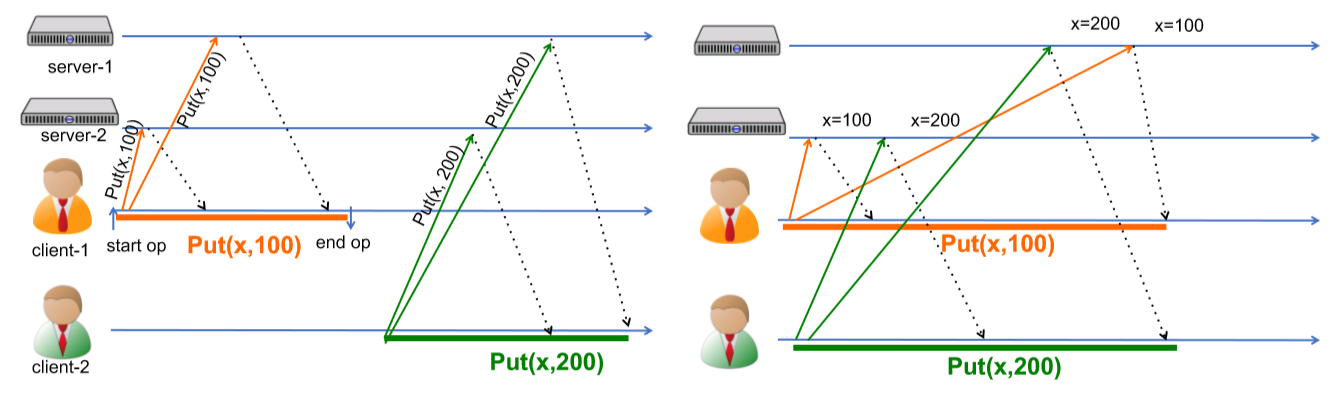 server-1
server-2
Put(x,100)
Put(x,100)
Put(x, 200)
Put(x,200)
client-1
start op
Put(x,100)
end op
client-2
Put(x,200)
x=200
x=100
x=100
x=200
Put(x,100)
Put(x,200)